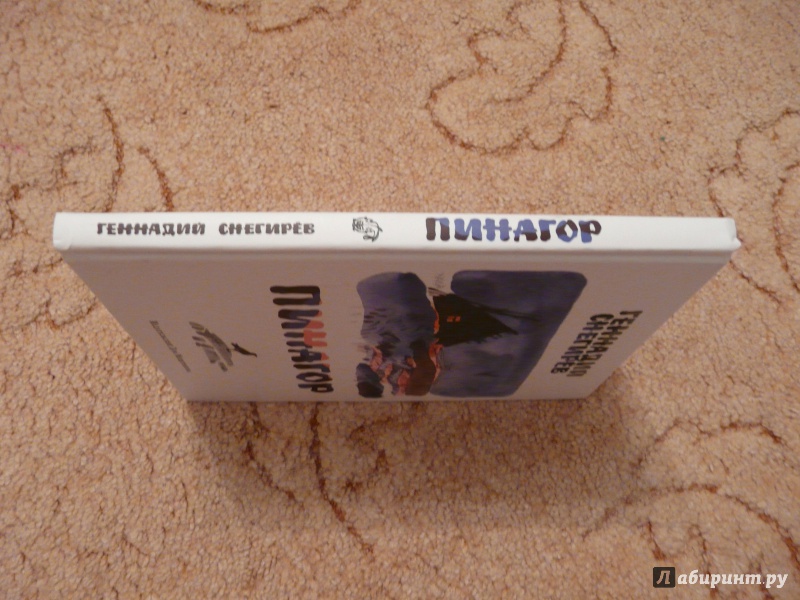 ГЕННАДИЙ СНЕГИРЁВ
ПИНАГОР
ГЕННАДИЙ
СНЕГИРЁВ
ПИНАГОР
Лабиринт.ру